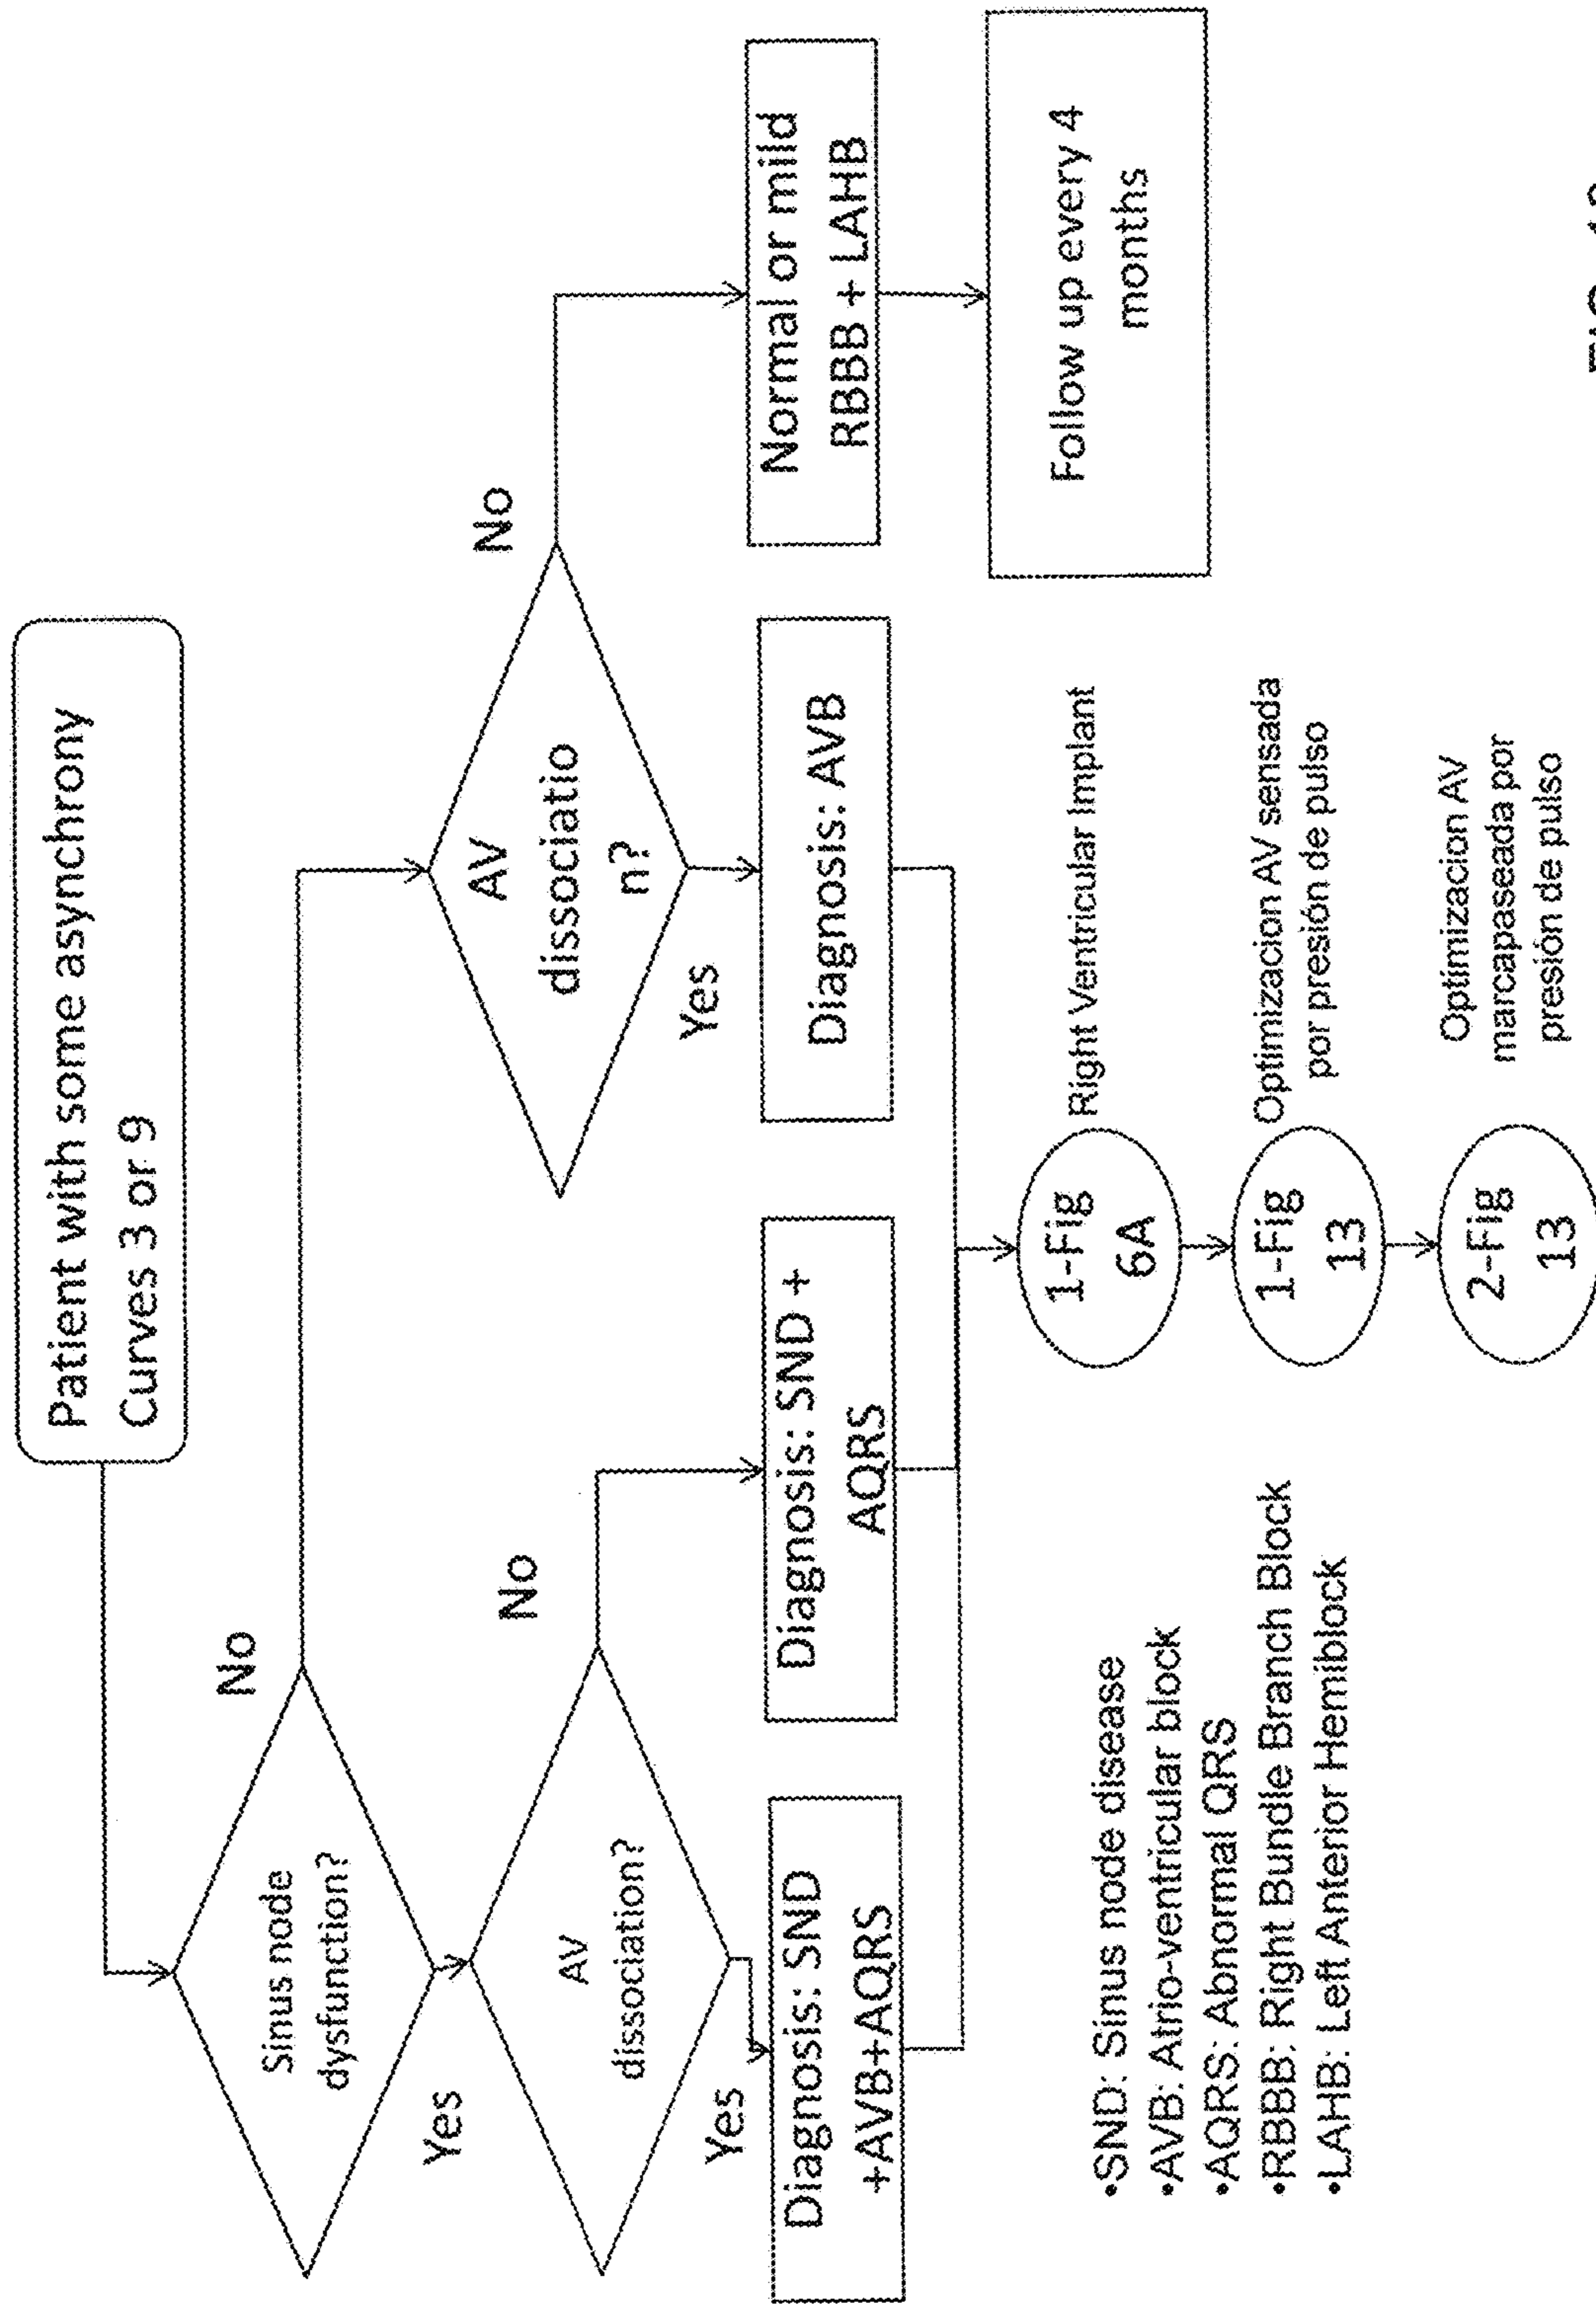 Patient with some asynchrony
Curves 3 or 9
Sinus node
dysfunction?
No
Yes
AV
dissociation?
No
Yes
AV
dissociatio
n?
No
Yes
Diagnosis: SND
+AVB+AQRS
Diagnosis: SND +
AQRS
Diagnosis: AVB
Normal or mild
RBBB + LAHB
Follow up every 4
months
1-Fig
6A
Right Ventricular Implant
1-Fig
13
Optimizacion AV sensada
por presión de pulso
2-Fig
13
Optimizacion AV
marcapaseada por
presión de pulso
•SND: Sinus node disease
•AVB: Atrio-ventricular block
•AQRS: Abnormal QRS
•RBBB: Right Bundle Branch Block
•LAHB: Left Anterior Hemiblock